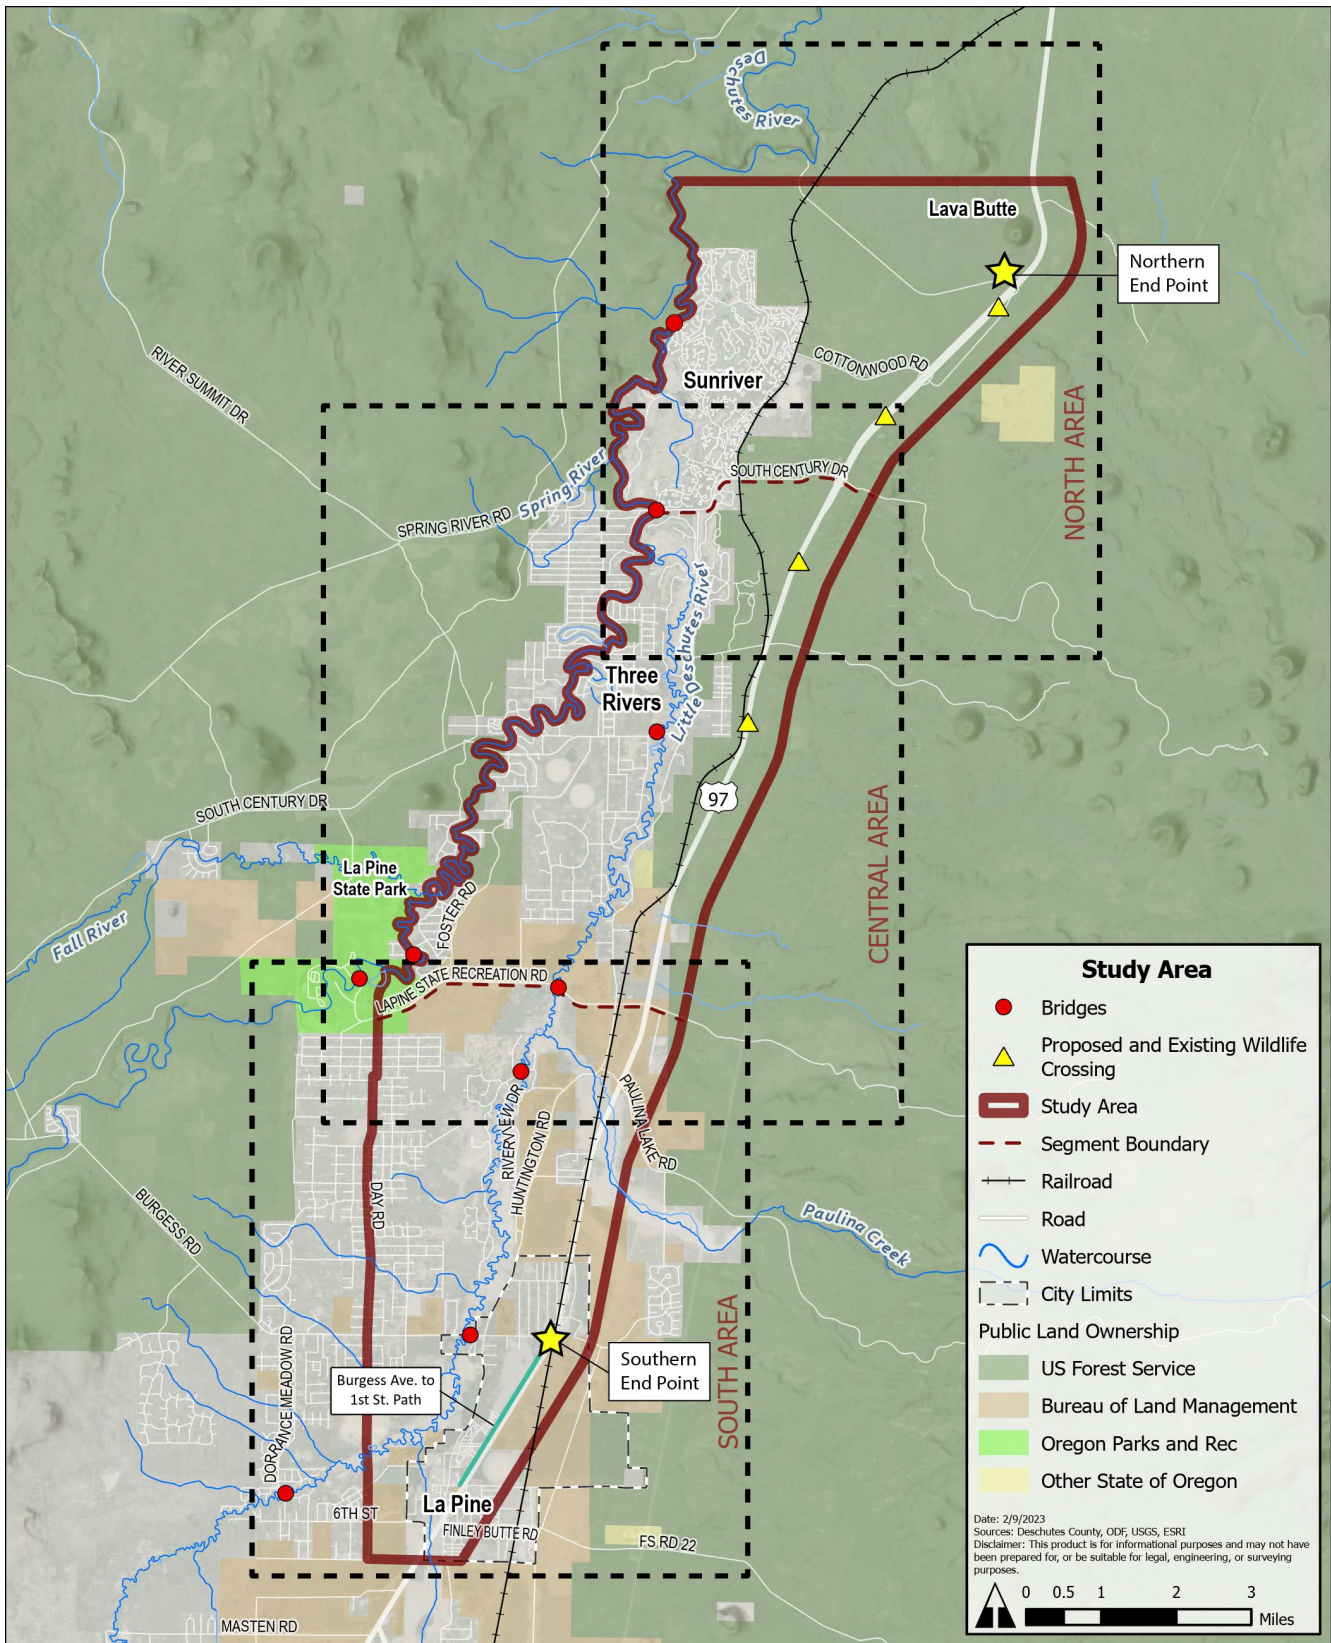 Deschutes
River
Lava Butte
Northern
End Point
RIVER SUMMIT DR
COTTONWOOD RD
Sunriver
NORTH AREA
Spring River
SOUTH CENTURY DR
SPRING RIVER RD
Little Deschutes River
Three
Rivers
97
SOUTH CENTURY DR
CENTRAL AREA
La Pine
State Park
FOSTER RD
Fall River
LAPINE STATE RECREATION RD
PAULINA LAKE RD
RIVERVIEW DR
HUNTINGTON RD
DAY RD
BURGESS RD
Paulina Creek
SOUTH AREA
DORRANCE MEADOW RD
Southern
End Point
Burgess Ave. to
1st St. Path
La Pine
6TH ST
FINLEY BUTTE RD
FS RD 22
MASTEN RD
Study Area
Bridges
Proposed and Existing Wildlife
Crossing
Study Area
Segment Boundary
Railroad
Road
Watercourse
City Limits
Public Land Ownership
US Forest Service
Bureau of Land Management
Oregon Parks and Rec
Other State of Oregon
Date: 2/9/2023
Sources: Deschutes County, ODF, USGS, ESRI
Disclaimer: This product is for informational purposes and may not have
been prepared for, or be suitable for legal, engineering, or surveying
purposes.
0 0.5 1 2 3
Miles